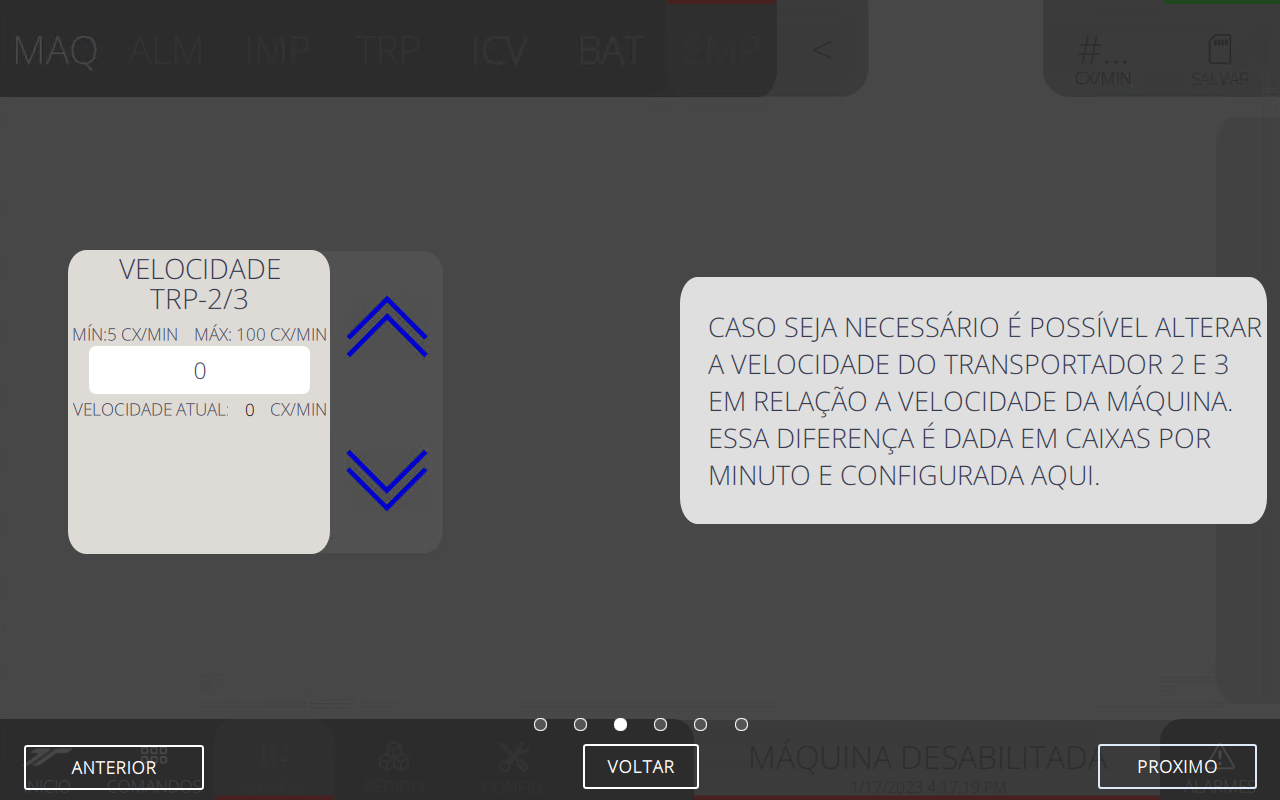 MAQ ALM IMP TRP ICV BAT EMP <
#...
CX/MIN SALVAR
VELOCIDADE
TRP-2/3
MÍN:5 CX/MIN MÁX: 100 CX/MIN
0
VELOCIDADE ATUAL: 0 CX/MIN
CASO SEJA NECESSÁRIO É POSSÍVEL ALTERAR
A VELOCIDADE DO TRANSPORTADOR 2 E 3
EM RELAÇÃO A VELOCIDADE DA MÁQUINA.
ESSA DIFERENÇA É DADA EM CAIXAS POR
MINUTO E CONFIGURADA AQUI.
MÁQUINA DESABILITADA
1/17/2023 4:17:19 PM
ANTERIOR
VOLTAR
PROXIMO
INICIO COMANDOS RECEITA CONFIG ALARMES